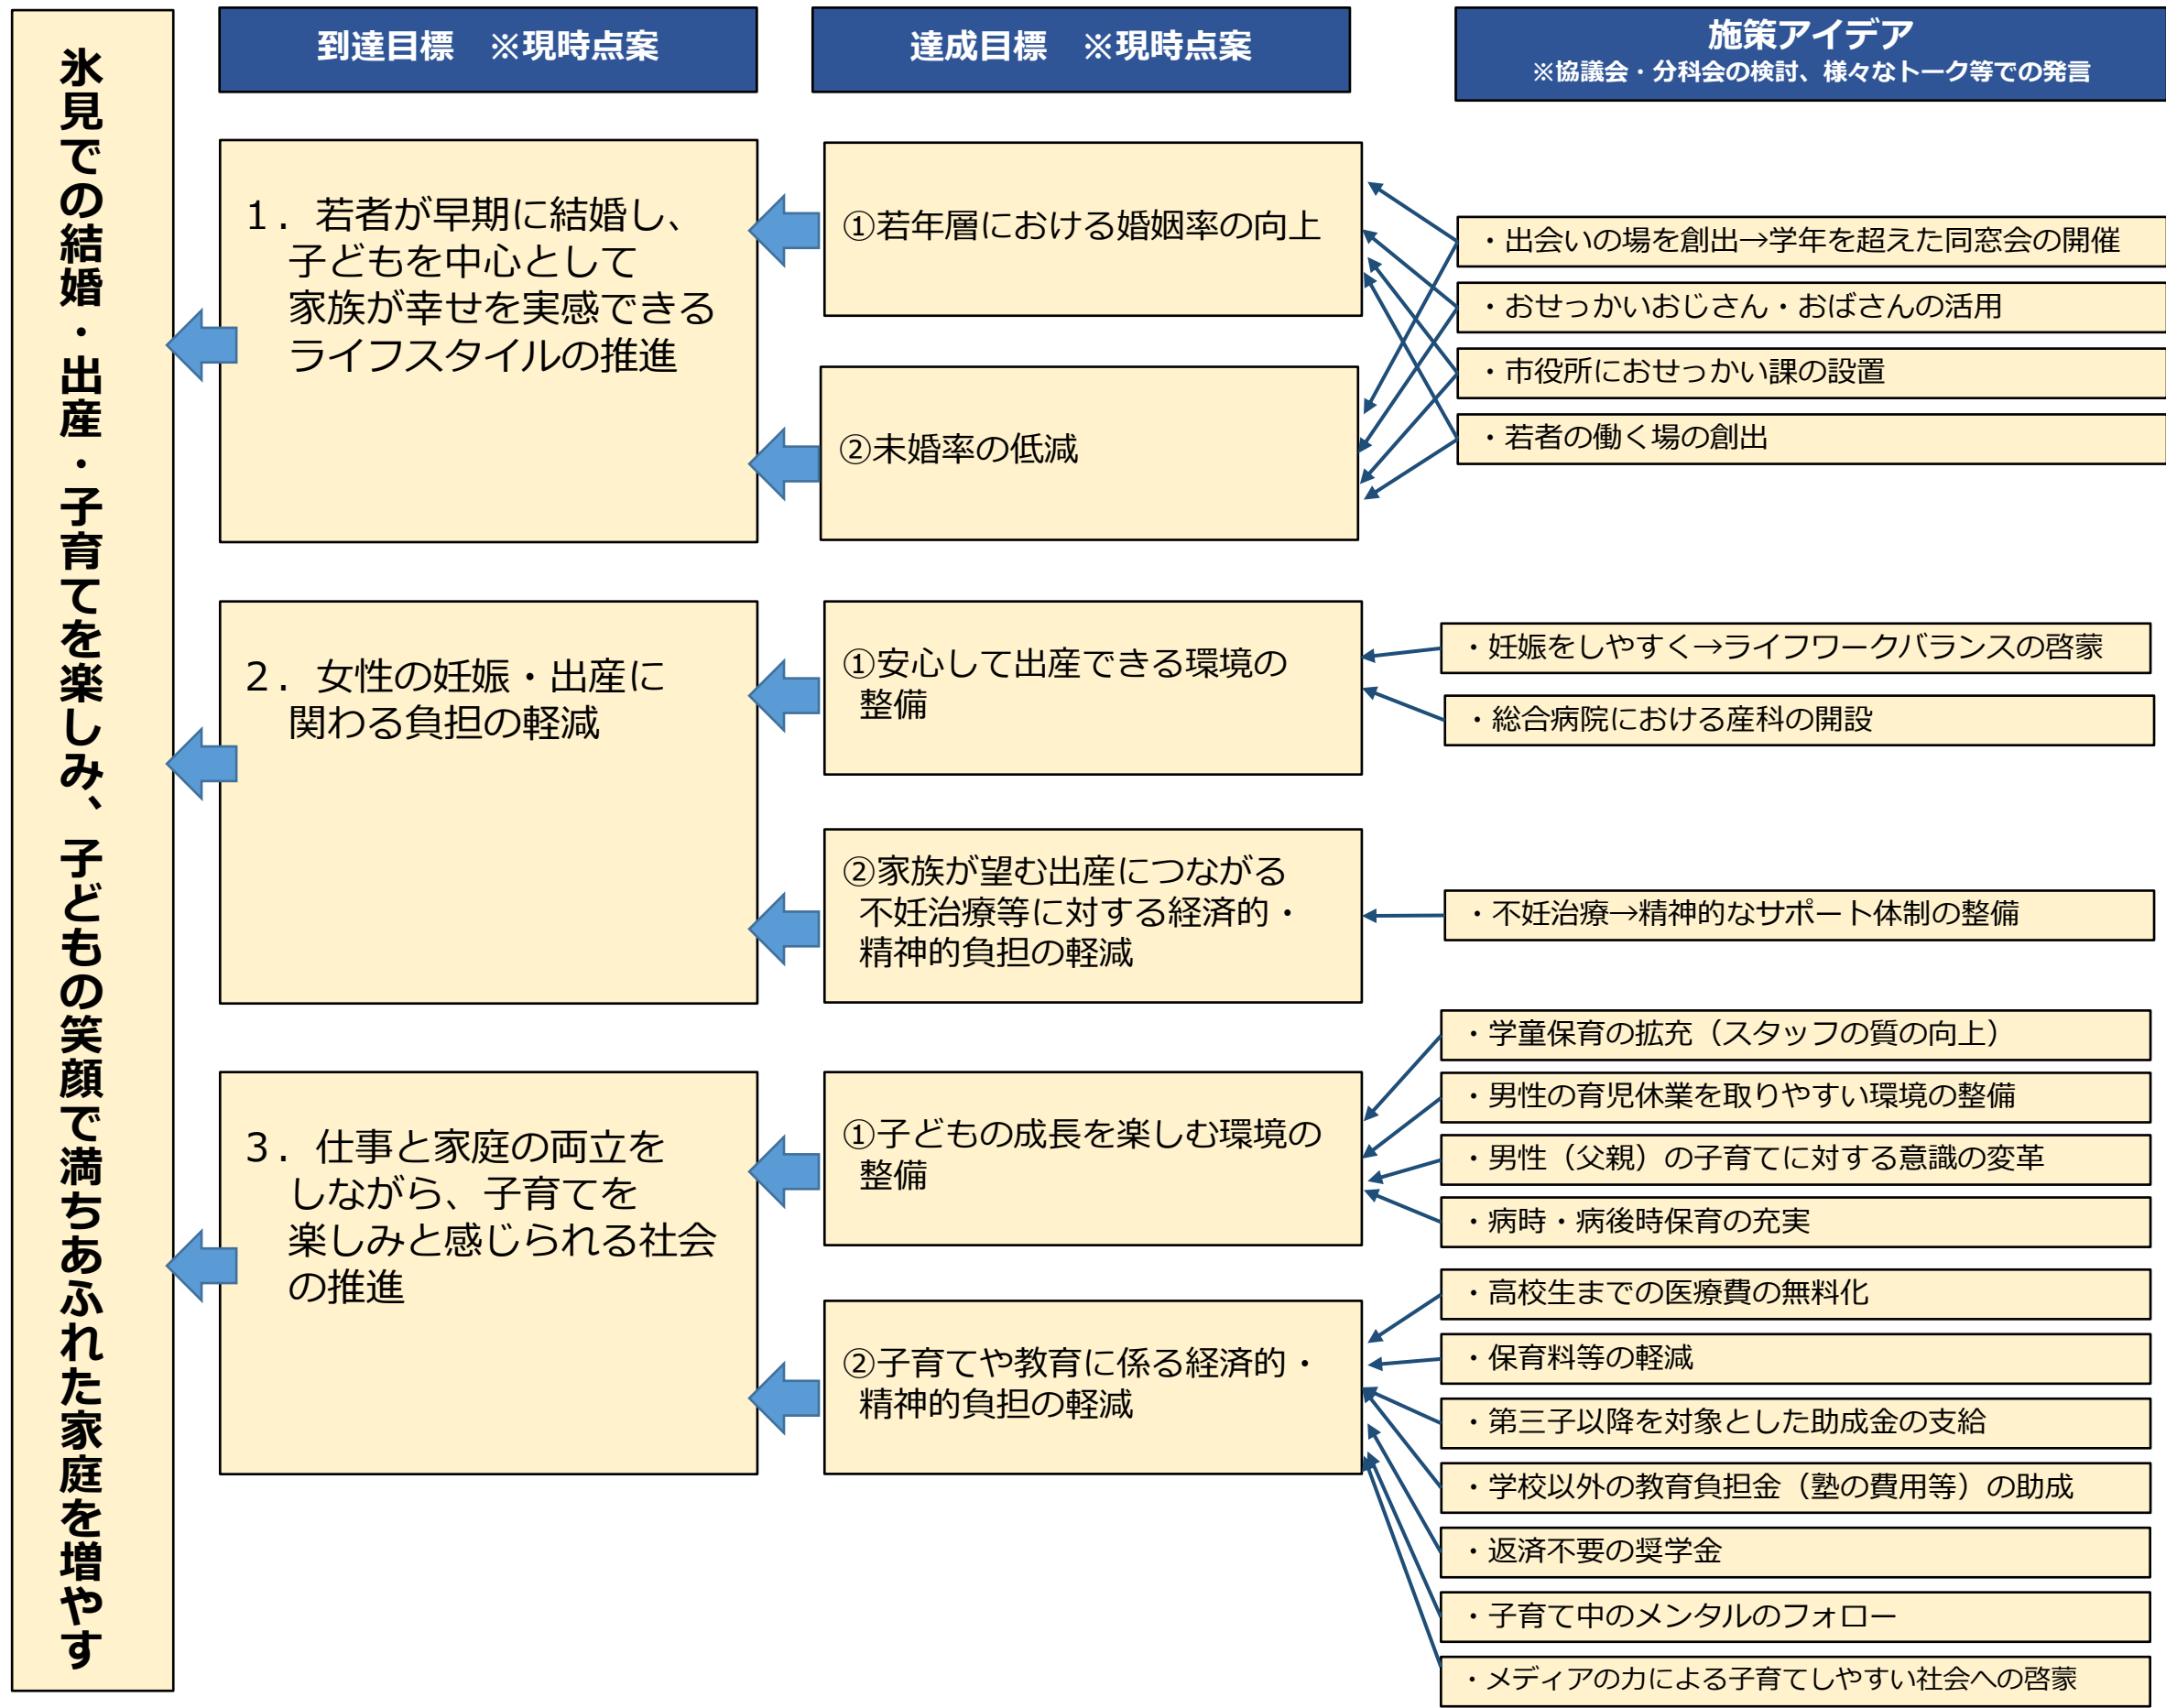 氷見での結婚・出産・子育てを楽しみ、子どもの笑顔で満ちあふれた家庭を増やす
到達目標　※現時点案
達成目標　※現時点案
施策アイデア
※協議会・分科会の検討、様々なトーク等での発言
１．若者が早期に結婚し、
子どもを中心として
家族が幸せを実感できる
ライフスタイルの推進
①若年層における婚姻率の向上
②未婚率の低減
・出会いの場を創出→学年を超えた同窓会の開催
・おせっかいおじさん・おばさんの活用
・市役所におせっかい課の設置
・若者の働く場の創出
２．女性の妊娠・出産に
関わる負担の軽減
①安心して出産できる環境の
整備
②家族が望む出産につながる
不妊治療等に対する経済的・
精神的負担の軽減
・妊娠をしやすく→ライフワークバランスの啓蒙
・総合病院における産科の開設
・不妊治療→精神的なサポート体制の整備
３．仕事と家庭の両立を
しながら、子育てを
楽しみと感じられる社会
の推進
①子どもの成長を楽しむ環境の
整備
②子育てや教育に係る経済的・
精神的負担の軽減
・学童保育の拡充（スタッフの質の向上）
・男性の育児休業を取りやすい環境の整備
・男性（父親）の子育てに対する意識の変革
・病時・病後時保育の充実
・高校生までの医療費の無料化
・保育料等の軽減
・第三子以降を対象とした助成金の支給
・学校以外の教育負担金（塾の費用等）の助成
・返済不要の奨学金
・子育て中のメンタルのフォロー
・メディアの力による子育てしやすい社会への啓蒙